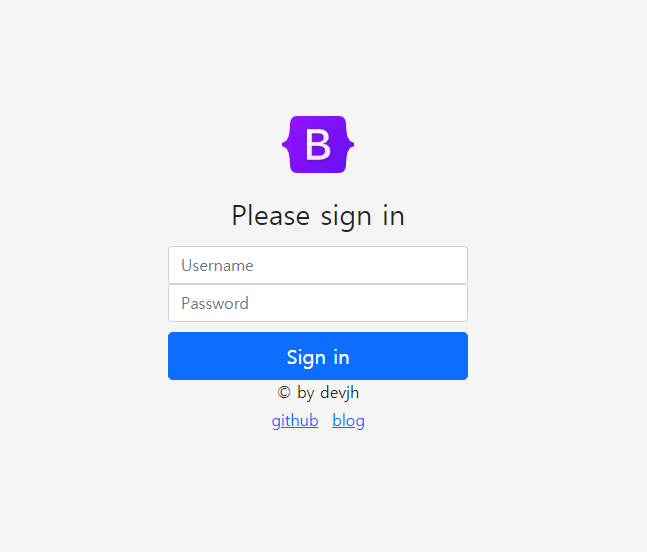 B
Please sign in
Username
Password
Sign in
© by devjh
github blog